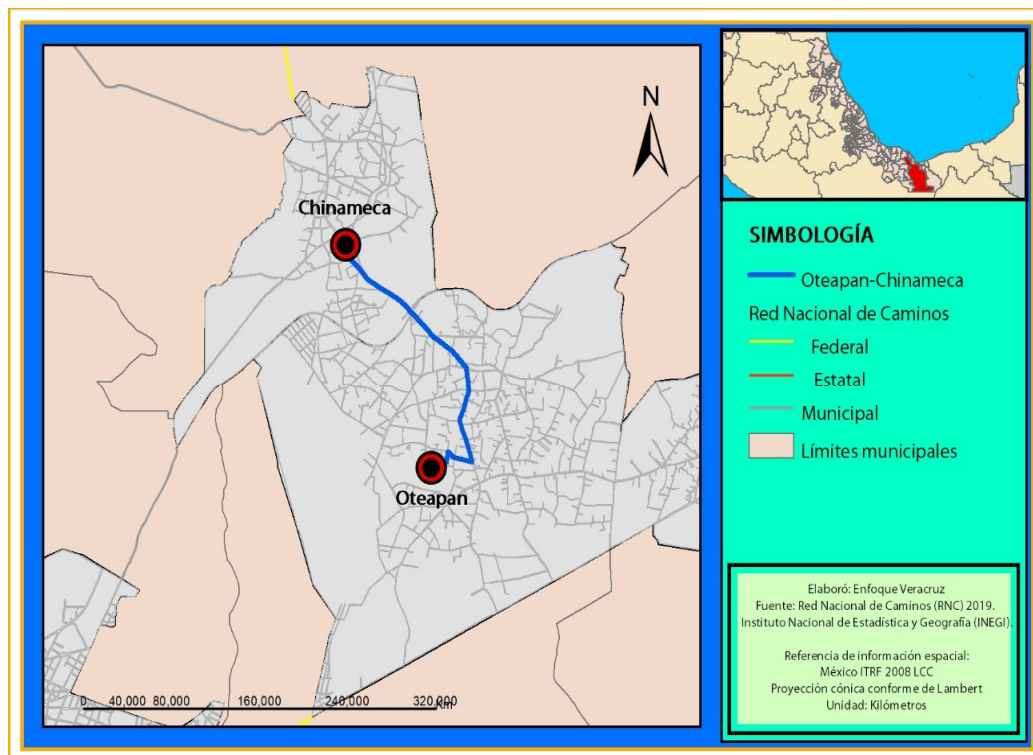 N
Chinameca
Oteapan
0 40,000 80,000 160,000 240,000 320,000
Km
SIMBOLOGÍA
Oteapan-Chinameca
Red Nacional de Caminos
Federal
Estatal
Municipal
Límites municipales
Elaboró: Enfoque Veracruz
Fuente: Red Nacional de Caminos (RNC) 2019.
Instituto Nacional de Estadística y Geografía (INEGI).
Referencia de información espacial:
México ITRF 2008 LCC
Proyección cónica conforme de Lambert
Unidad: Kilómetros